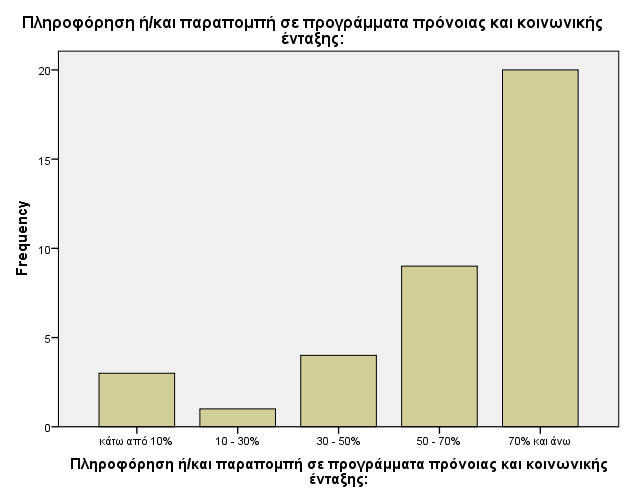 Πληροφόρηση ή/και παραπομπή σε προγράμματα πρόνοιας και κοινωνικής
ένταξης:
Frequency
20
15
10
5
0
κάτω από 10%
10 - 30%
30 - 50%
50 - 70%
70% και άνω
Πληροφόρηση ή/και παραπομπή σε προγράμματα πρόνοιας και κοινωνικής
ένταξης: